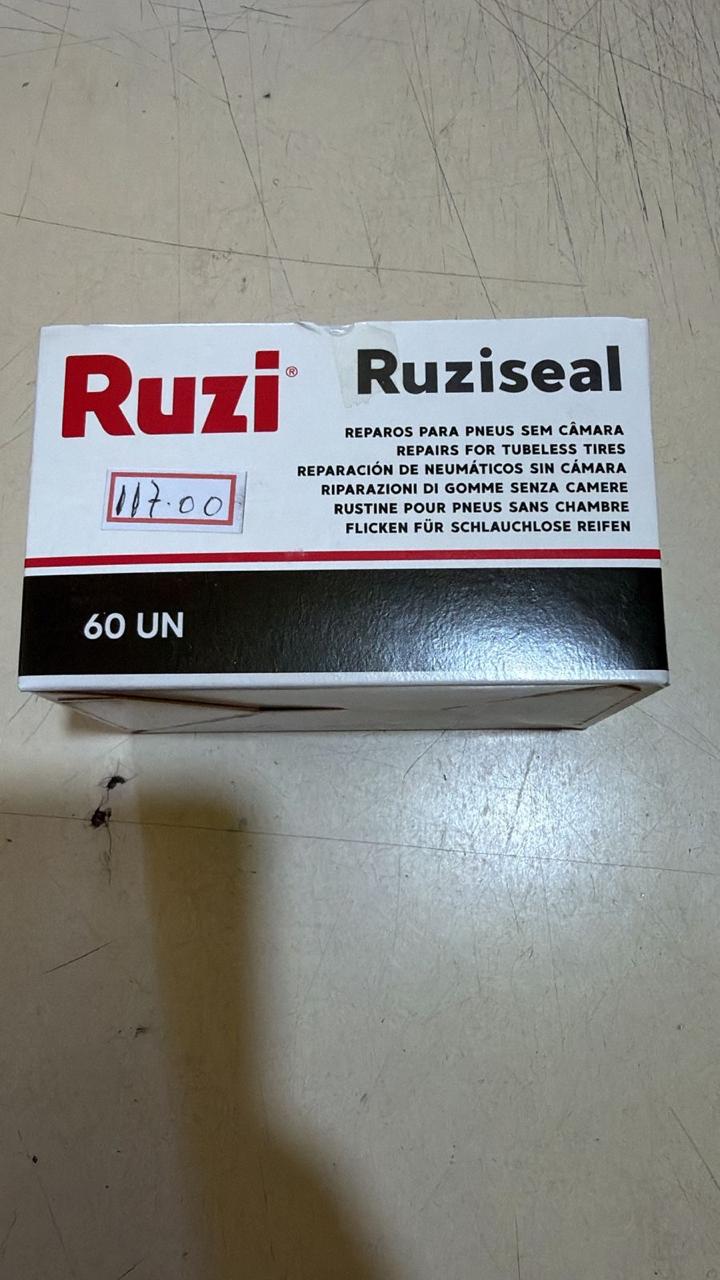 Ruzi®
Ruziseal
REPAROS PARA PNEUS SEM CÂMARA
REPAIRS FOR TUBELESS TIRES
REPARACIÓN DE NEUMÁTICOS SIN CÁMARA
RIPARAZIONI DI GOMME SENZA CAMERE
RUSTINE POUR PNEUS SANS CHAMBRE
FLICKEN FÜR SCHLAUCHLOSE REIFEN
117.00
60 UN